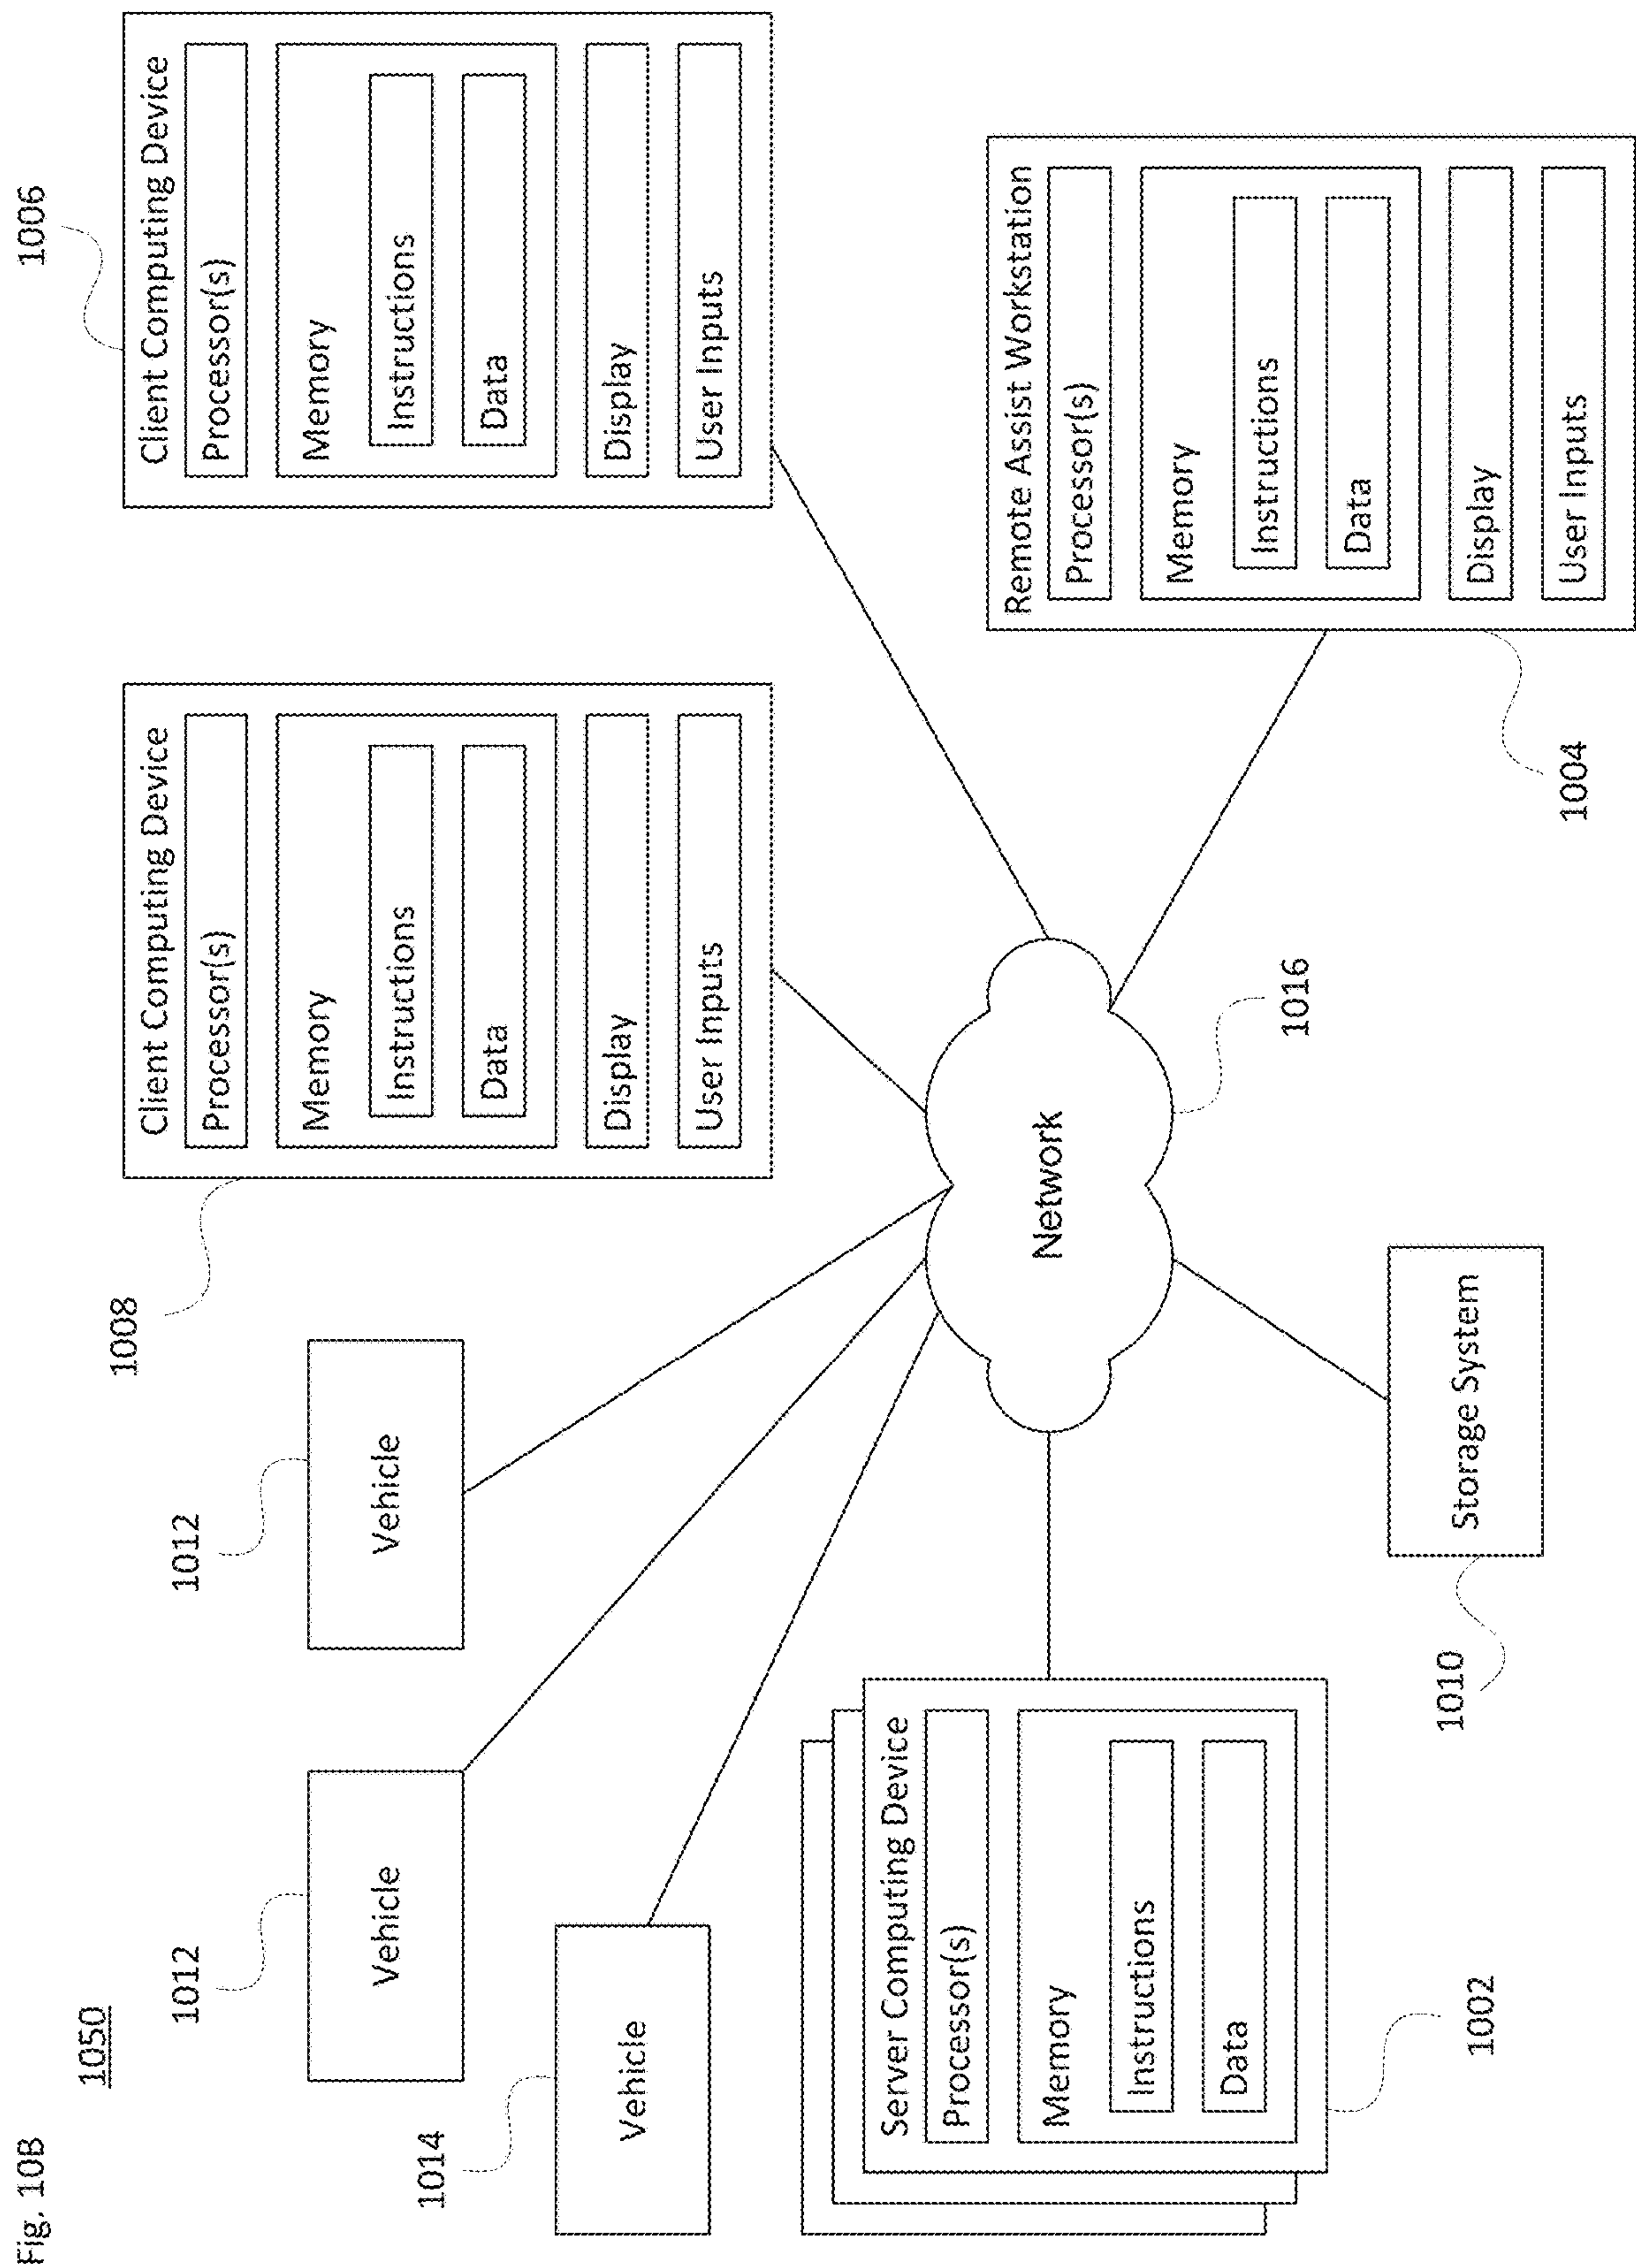 Fig. 10B
1050
1012
Vehicle
1012
Vehicle
1014
Vehicle
1008
Client Computing Device
Processor(s)
Memory
Instructions
Data
Display
User Inputs
1006
Client Computing Device
Processor(s)
Memory
Instructions
Data
Display
User Inputs
Server Computing Device
Processor(s)
Memory
Instructions
Data
1002
Network
1016
Storage System
1010
Remote Assist Workstation
Processor(s)
Memory
Instructions
Data
Display
User Inputs
1004